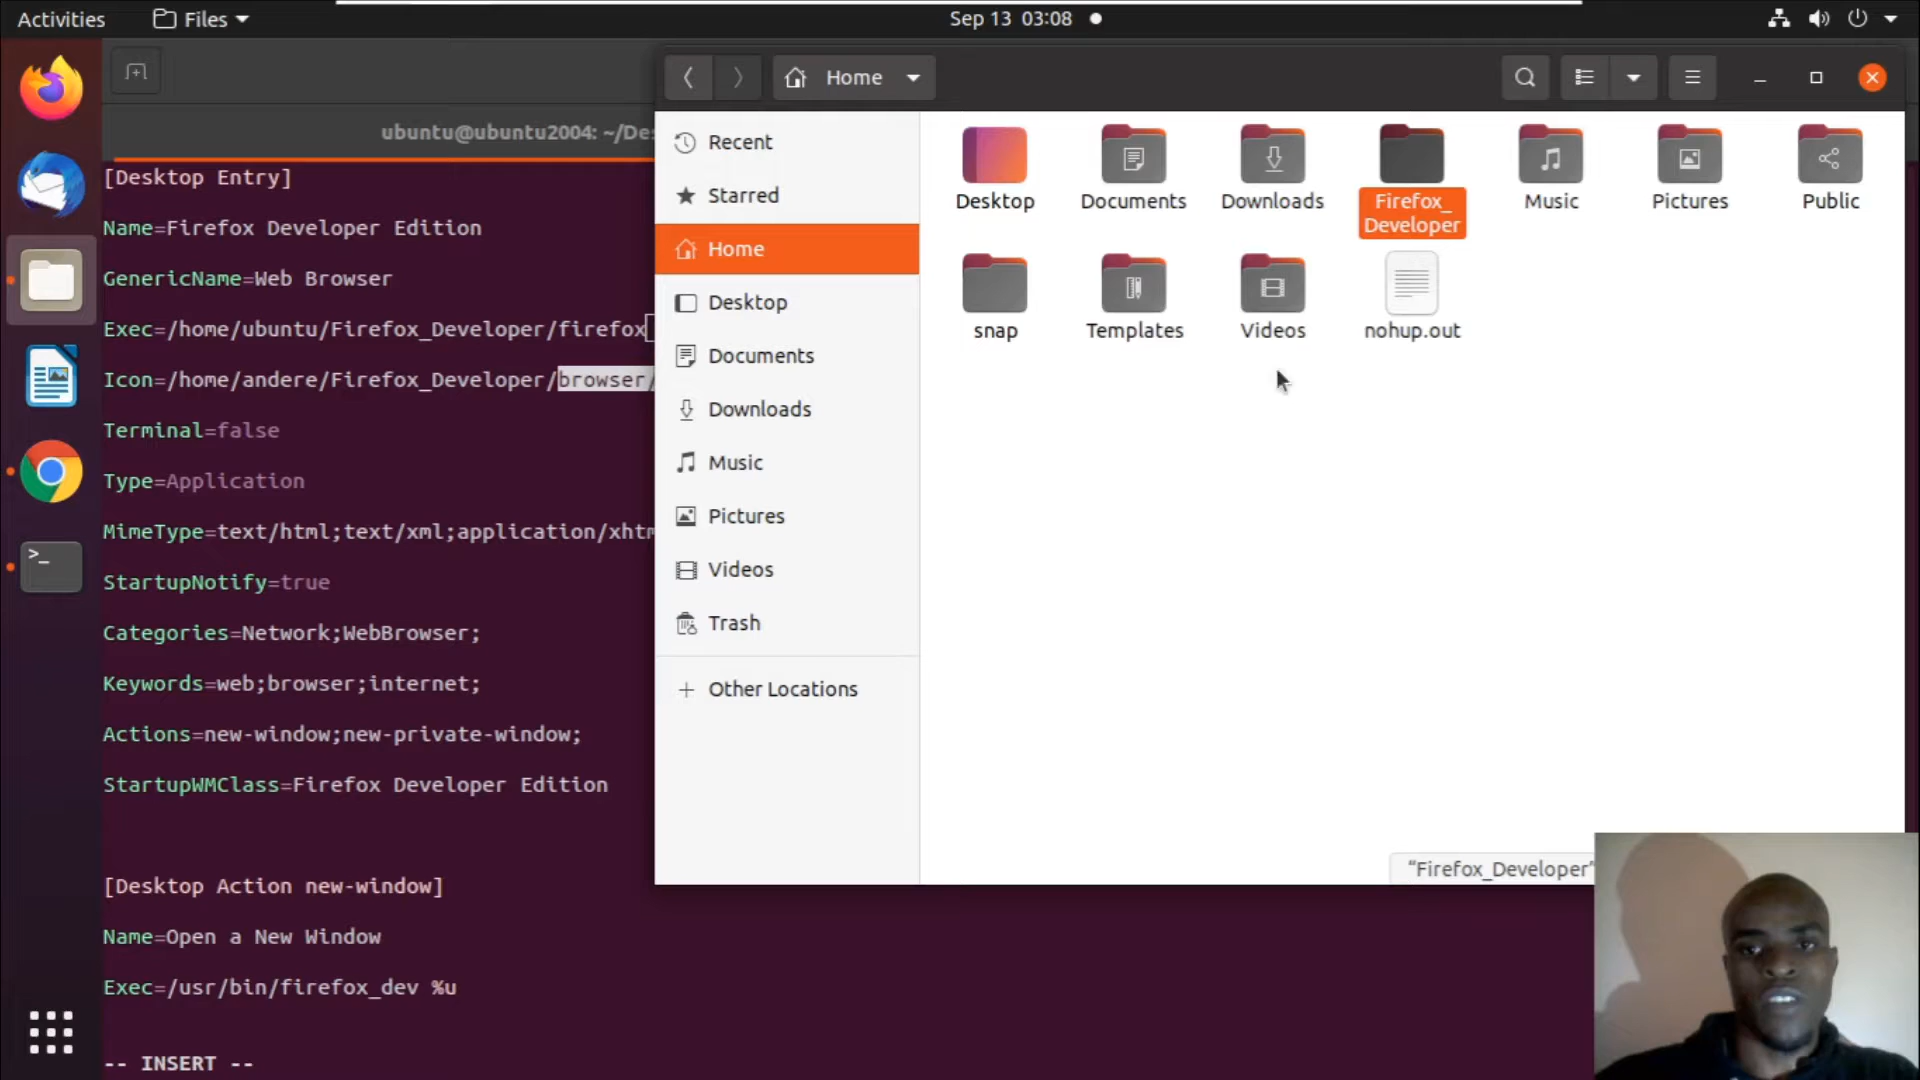 Activities
Files
Sep 13 03:08
Home
ubuntu@ubuntu2004: ~/De
[Desktop Entry]
Name=Firefox Developer Edition
GenericName=Web Browser
Exec=/home/ubuntu/Firefox_Developer/firefox
Icon=/home/andere/Firefox_Developer/browser/
Terminal=false
Type=Application
MimeType=text/html;text/xml;application/xhtm
StartupNotify=true
Categories=Network;WebBrowser;
Keywords=web;browser;internet;
Actions=new-window;new-private-window;
StartupWMClass=Firefox Developer Edition
[Desktop Action new-window]
Name=Open a New Window
Exec=/usr/bin/firefox_dev %u
-- INSERT --
Recent
Starred
Home
Desktop
Documents
Downloads
Music
Pictures
Videos
Trash
Other Locations
Desktop
Documents
Downloads
Firefox_
Developer
Music
Pictures
Public
snap
Templates
Videos
nohup.out
“Firefox_Developer”